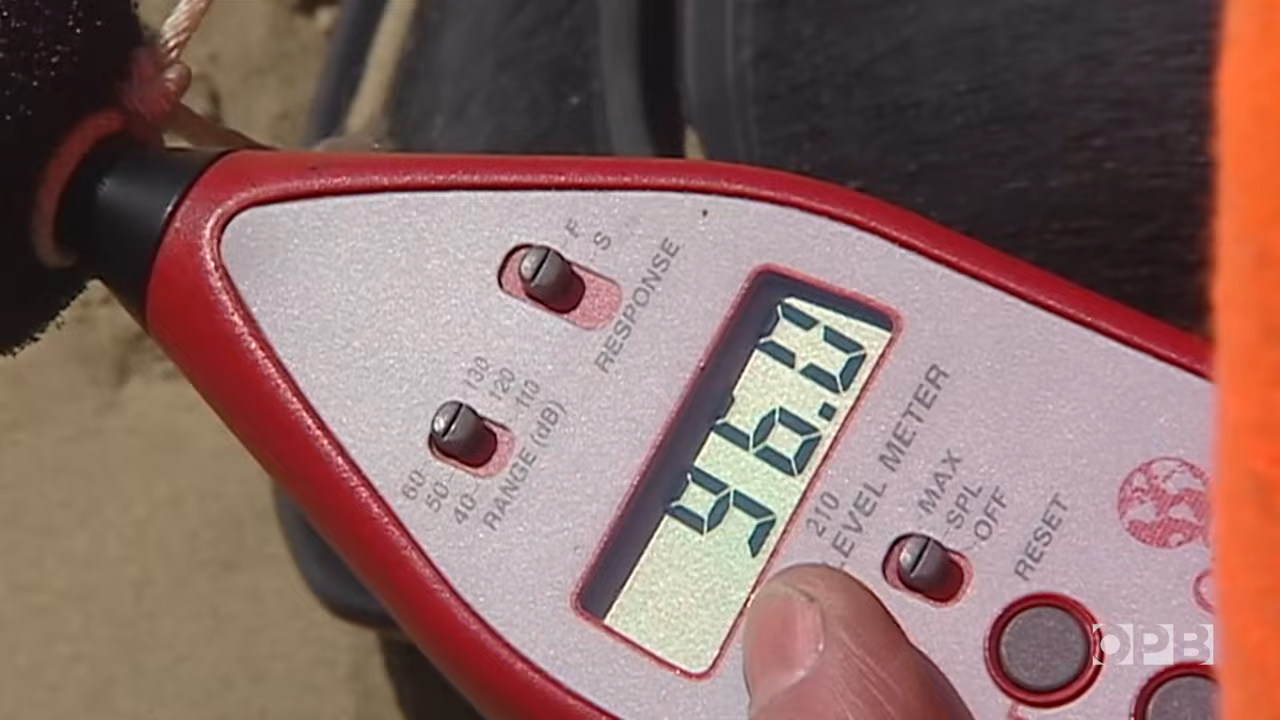 F
S
RESPONSE
60 130
50 120
40 110
RANGE (dB)
96.0
210
LEVEL METER
MAX
SPL
OFF
RESET
OPB